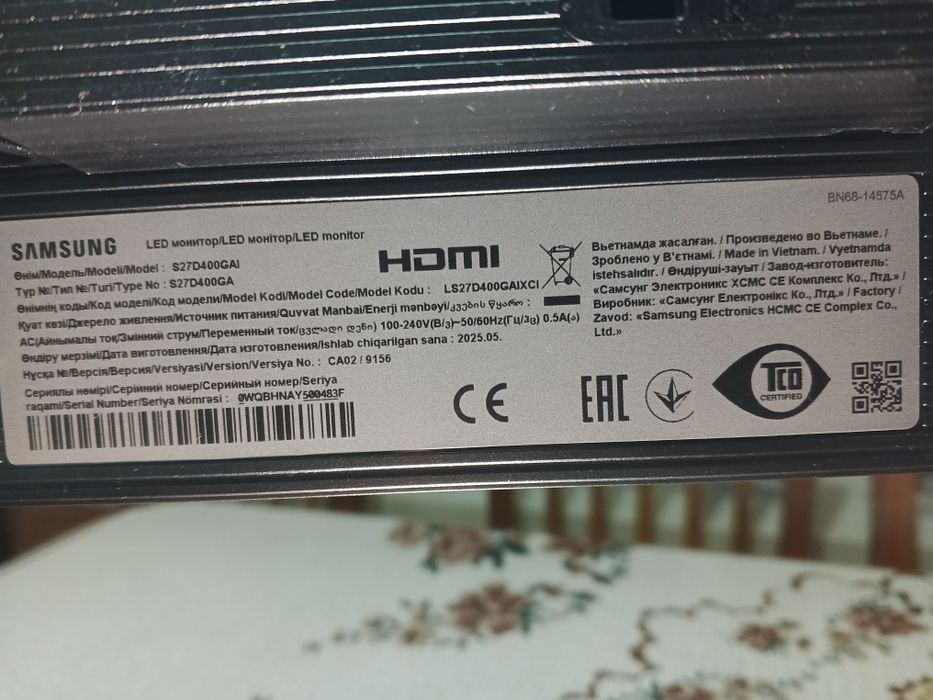 BN68-14575A
SAMSUNG
LED монитор/LED монітор/LED monitor
HDMI
Өнім/Модель/Modeli/Model : S27D400GAI
Typ №/Тип №/Turi/Type No : S27D400GA
Өнімнің коды/Код моделі/Код модели/Model Kodi/Model Code/Model Kodu : LS27D400GAIXCI
Қуат көзі/Джерело живлення/Источник питания/Quvvat Manbai/Enerji mənbəyi/კვების წყარო :
AC(Айнымалы ток/Змінний струм/Переменный ток/ცვლადი დენი) 100-240V(В/ვ)~50/60Hz(Гц/ჰც) 0.5A(ა)
Өндіру мерзімі/Дата виготовлення/Дата изготовления/Ishlab chiqarilgan sana : 2025.05.
Нұсқа №/Версія/Версия/Versiyasi/Version/Versiya No. : CA02 / 9156
Сериялы нөмірі/Серійний номер/Серийный номер/Seriya
raqami/Serial Number/Seriya Nömrəsi : 0WQBHNAY500483F
Вьетнамда жасалған. / Произведено во Вьетнаме. /
Зроблено у В'єтнамі. / Made in Vietnam. / Vyetnamda
istehsalıdır. / Өндіруші-зауыт / Завод-изготовитель:
«Самсунг Электроникс ХСМС СЕ Комплекс Ко., Лтд.» /
Виробник: «Самсунг Електронікс Ко., Лтд.» / Factory /
Zavod: «Samsung Electronics HCMC CE Complex Co.,
Ltd.»
CE
EAC
TCO
CERTIFIED